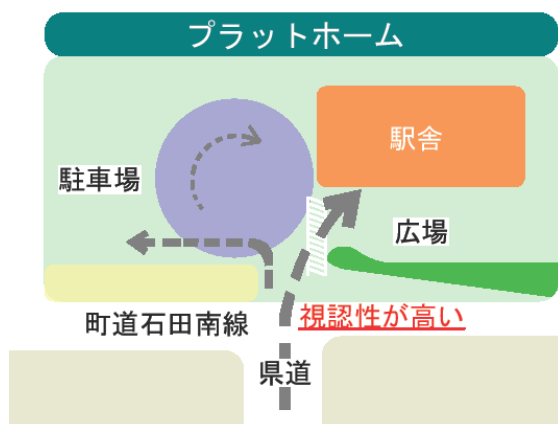 プラットホーム
駅舎
駐車場
広場
町道石田南線
視認性が高い
県道